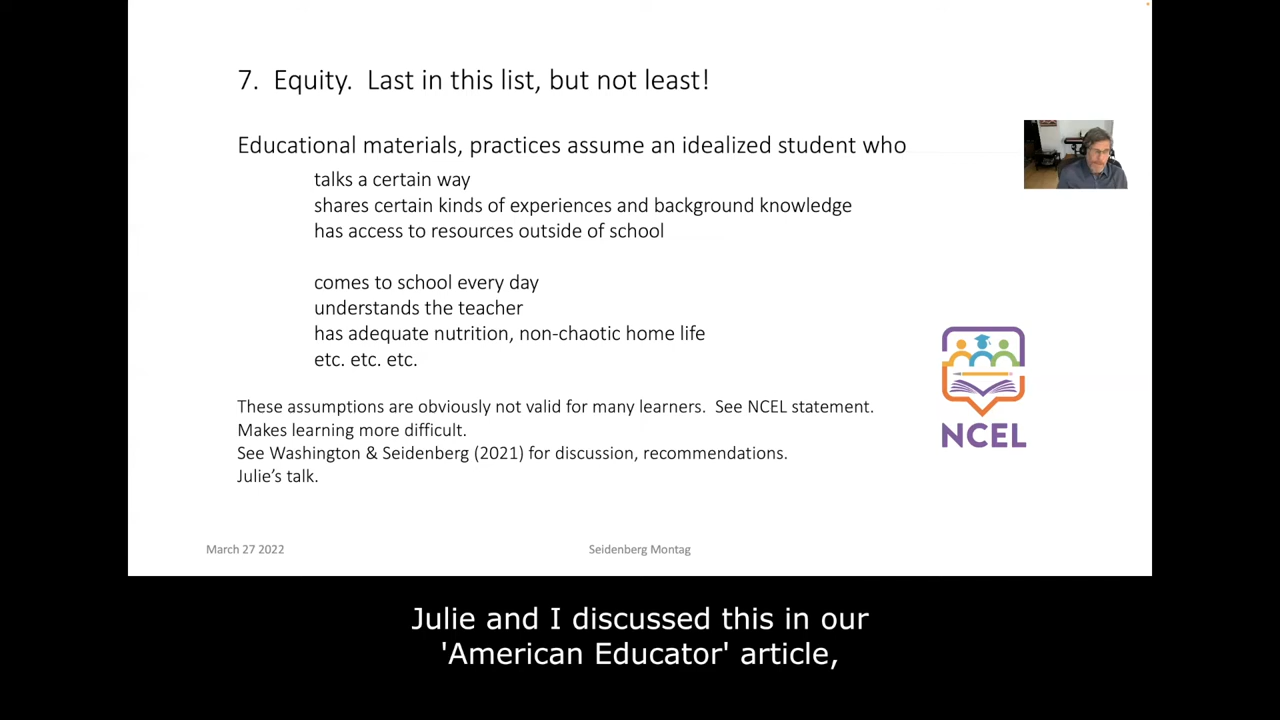 7. Equity. Last in this list, but not least!
Educational materials, practices assume an idealized student who
talks a certain way
shares certain kinds of experiences and background knowledge
has access to resources outside of school
comes to school every day
understands the teacher
has adequate nutrition, non-chaotic home life
etc. etc. etc.
These assumptions are obviously not valid for many learners. See NCEL statement.
Makes learning more difficult.
See Washington & Seidenberg (2021) for discussion, recommendations.
Julie’s talk.
NCEL
March 27 2022
Seidenberg Montag
Julie and I discussed this in our
'American Educator' article,